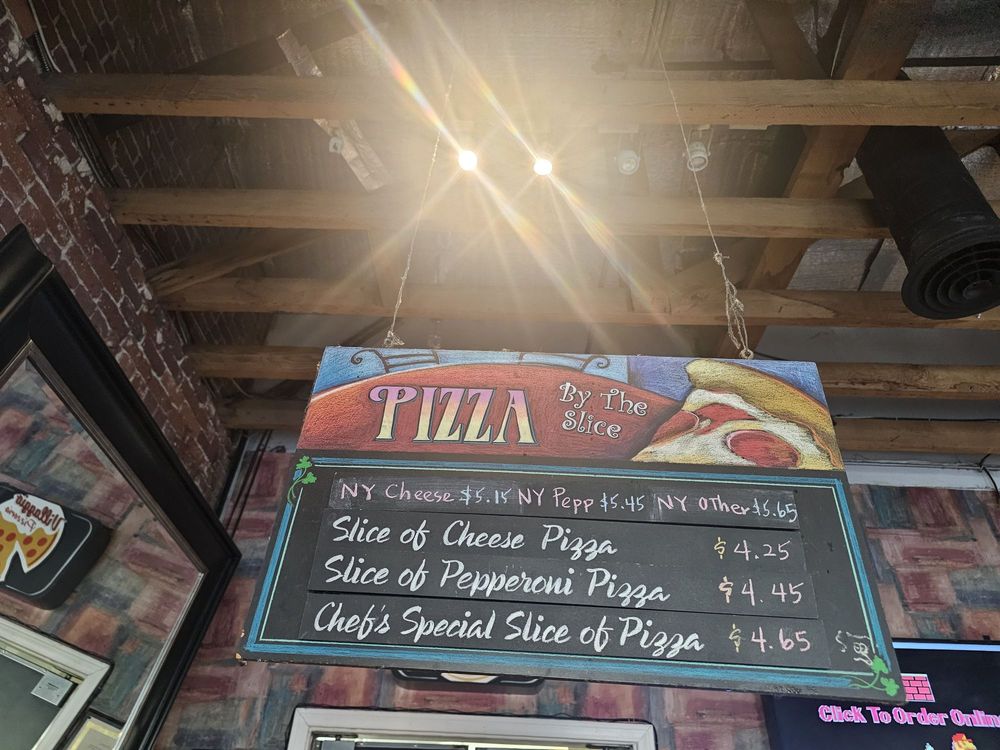 PIZZA By The Slice
NY Cheese $5.15 NY Pepp $5.45 NY Other $5.65
Slice of Cheese Pizza $4.25
Slice of Pepperoni Pizza $4.45
Chef's Special Slice of Pizza $4.65
Click To Order Online
Villaggio
Pizzeria